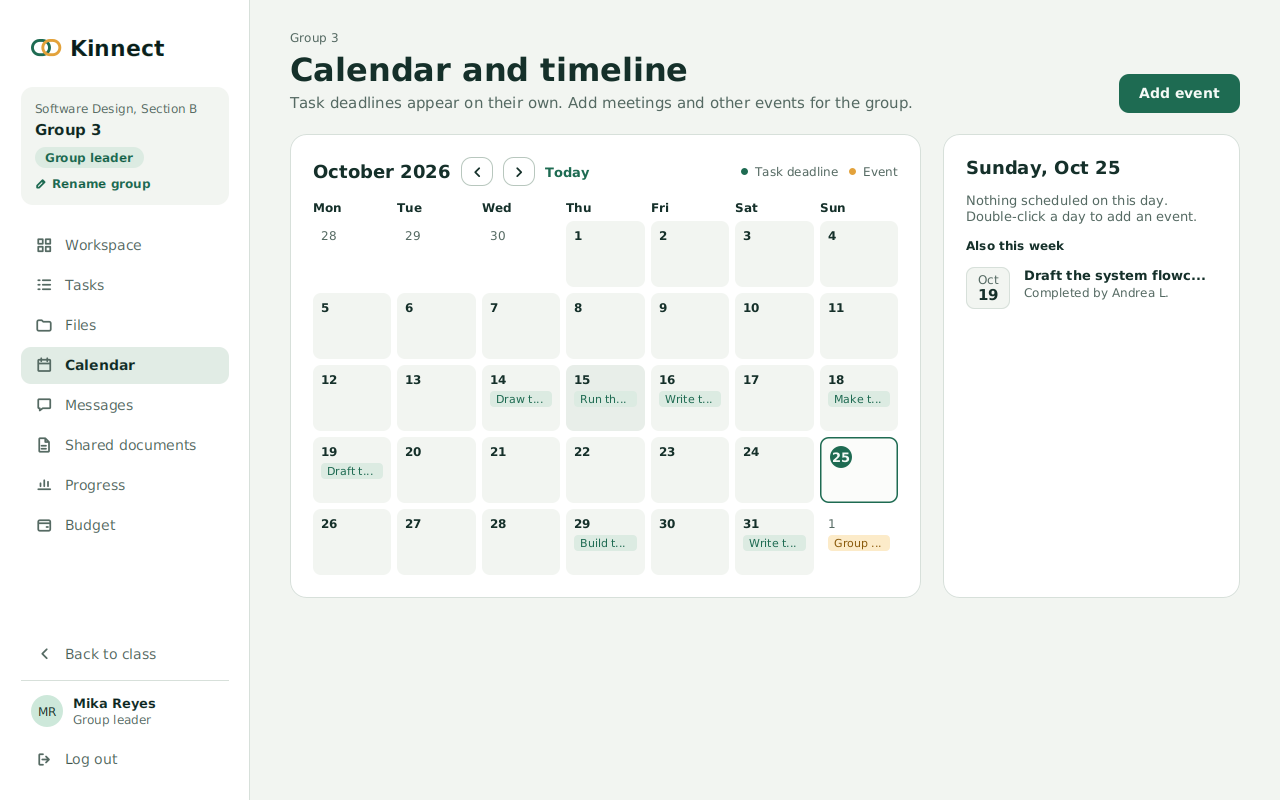 Kinnect
Software Design, Section B
Group 3
Group leader
Rename group
Workspace
Tasks
Files
Calendar
Messages
Shared documents
Progress
Budget
Back to class
MR
Mika Reyes
Group leader
Log out
Group 3
Calendar and timeline
Task deadlines appear on their own. Add meetings and other events for the group.
Add event
October 2026
Today
Task deadline
Event
Mon Tue Wed Thu Fri Sat Sun
28 29 30 1 2 3 4
5 6 7 8 9 10 11
12 13 14 15 16 17 18
Draw t... Run th... Write t... Make t...
19 20 21 22 23 24 25
Draft t...
26 27 28 29 30 31 1
Build t... Write t... Group ...
Sunday, Oct 25
Nothing scheduled on this day.
Double-click a day to add an event.
Also this week
Oct
19
Draft the system flowc...
Completed by Andrea L.